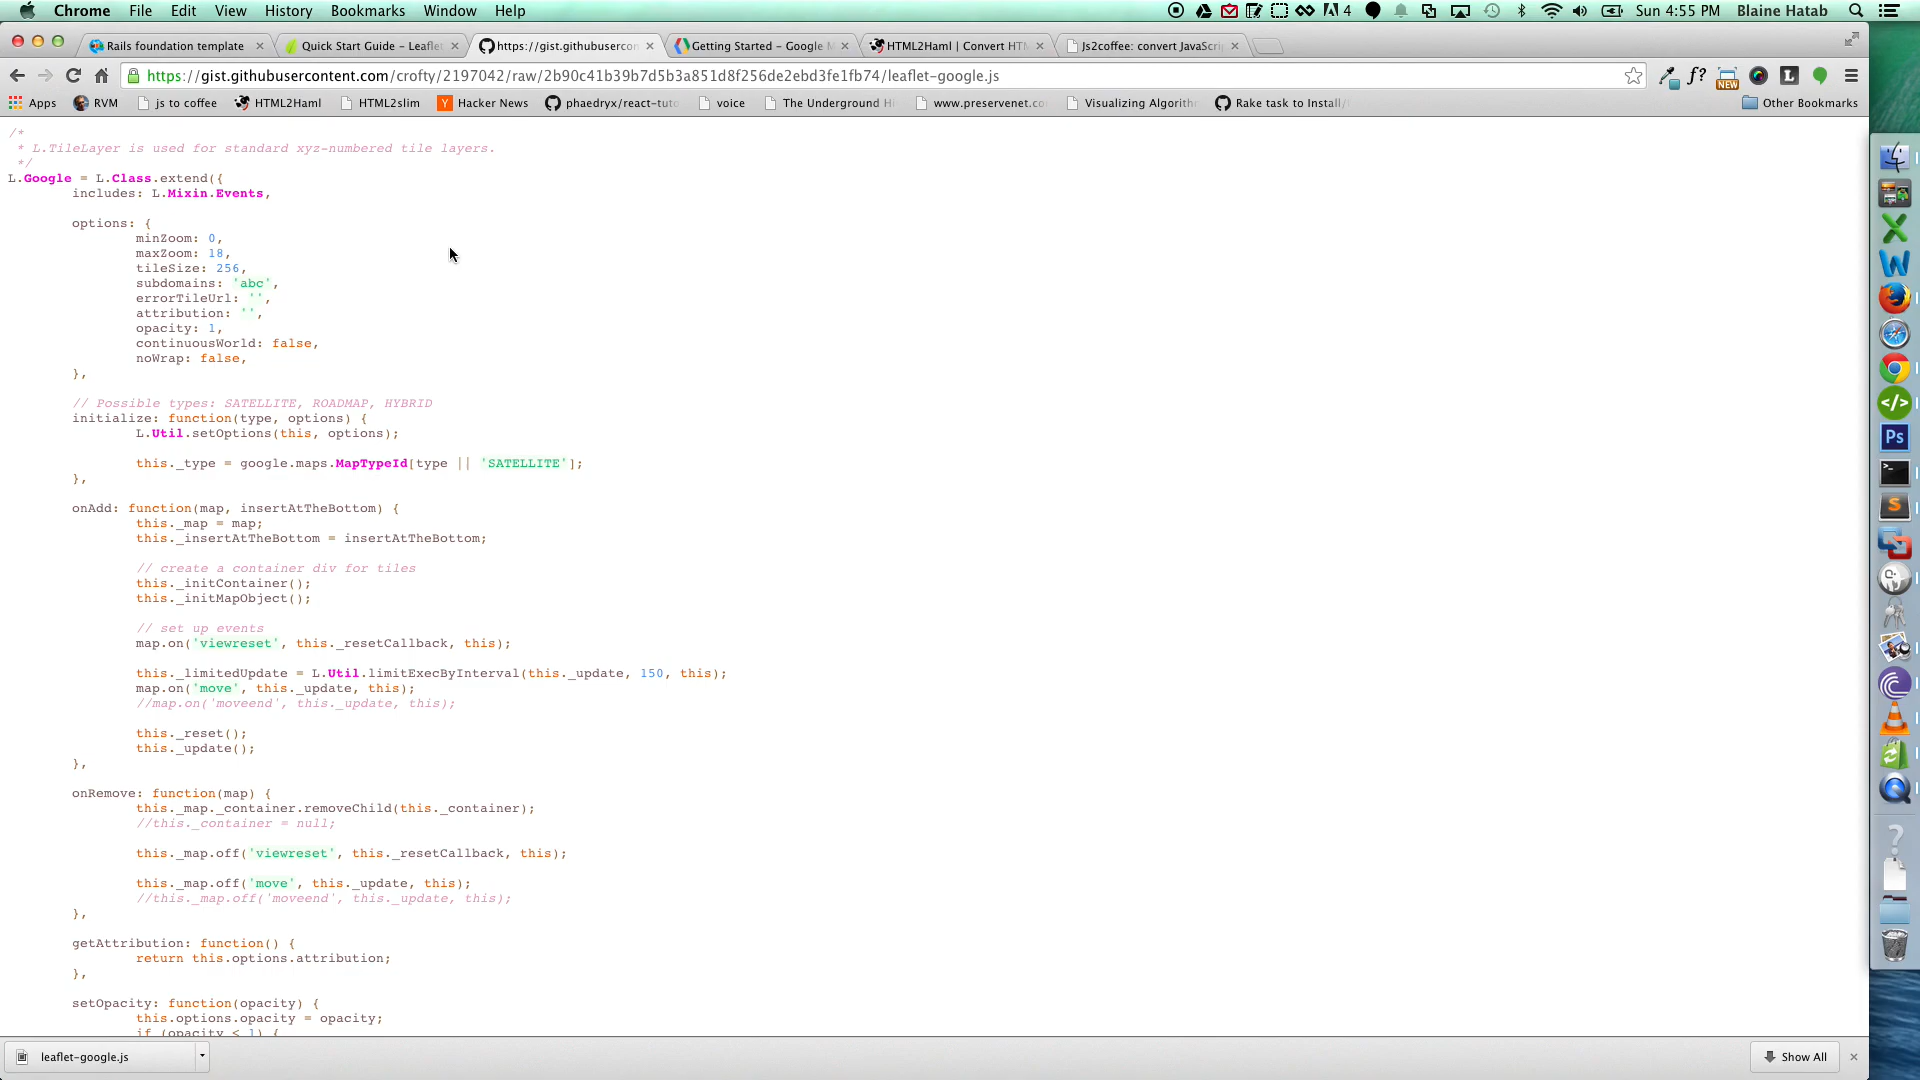 Chrome File Edit View History Bookmarks Window Help 4 Sun 4:55 PM Blaine Hatab
Rails foundation template Quick Start Guide - Leaflet https://gist.githubusercon Getting Started - Google M HTML2Haml | Convert HTM Js2coffee: convert JavaScri
https://gist.githubusercontent.com/crofty/2197042/raw/2b90c41b39b7d5b3a851d8f256de2ebd3fe1fb74/leaflet-google.js f? NEW L
Apps RVM js to coffee HTML2Haml HTML2slim Y Hacker News phaedryx/react-tuto voice The Underground Hi www.preservenet.co Visualizing Algorith Rake task to Install/ Other Bookmarks
/*
* L.TileLayer is used for standard xyz-numbered tile layers.
*/
L.Google = L.Class.extend({
includes: L.Mixin.Events,
options: {
minZoom: 0,
maxZoom: 18,
tileSize: 256,
subdomains: 'abc',
errorTileUrl: '',
attribution: '',
opacity: 1,
continuousWorld: false,
noWrap: false,
},
// Possible types: SATELLITE, ROADMAP, HYBRID
initialize: function(type, options) {
L.Util.setOptions(this, options);
this._type = google.maps.MapTypeId[type || 'SATELLITE'];
},
onAdd: function(map, insertAtTheBottom) {
this._map = map;
this._insertAtTheBottom = insertAtTheBottom;
// create a container div for tiles
this._initContainer();
this._initMapObject();
// set up events
map.on('viewreset', this._resetCallback, this);
this._limitedUpdate = L.Util.limitExecByInterval(this._update, 150, this);
map.on('move', this._update, this);
//map.on('moveend', this._update, this);
this._reset();
this._update();
},
onRemove: function(map) {
this._map._container.removeChild(this._container);
//this._container = null;
this._map.off('viewreset', this._resetCallback, this);
this._map.off('move', this._update, this);
//this._map.off('moveend', this._update, this);
},
getAttribution: function() {
return this.options.attribution;
},
setOpacity: function(opacity) {
this.options.opacity = opacity;
if (opacity < 1) {
leaflet-google.js Show All